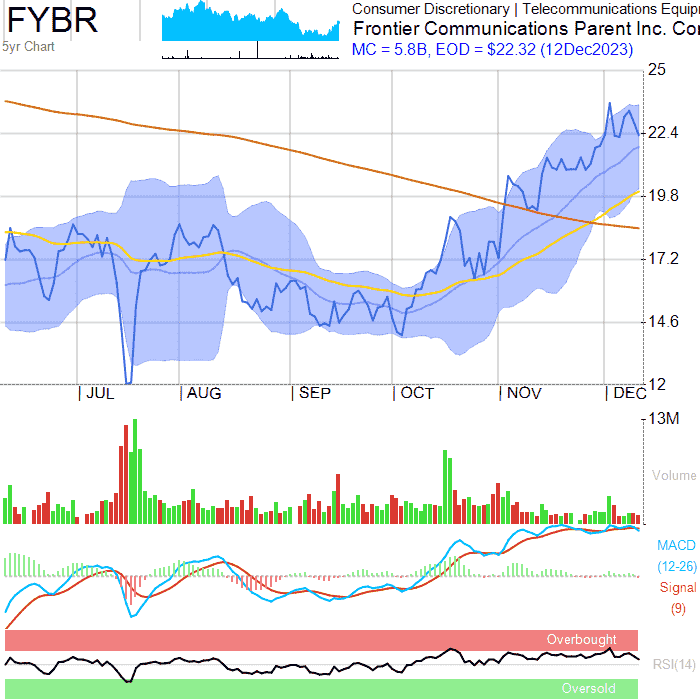 FYBR
5yr Chart
Consumer Discretionary | Telecommunications Equip
Frontier Communications Parent Inc. Co
MC = 5.8B, EOD = $22.32 (12Dec2023)
25
22.4
19.8
17.2
14.6
12
| JUL | AUG | SEP | OCT | NOV | DEC
13M
Volume
MACD
(12-26)
Signal
(9)
Overbought
RSI(14)
Oversold